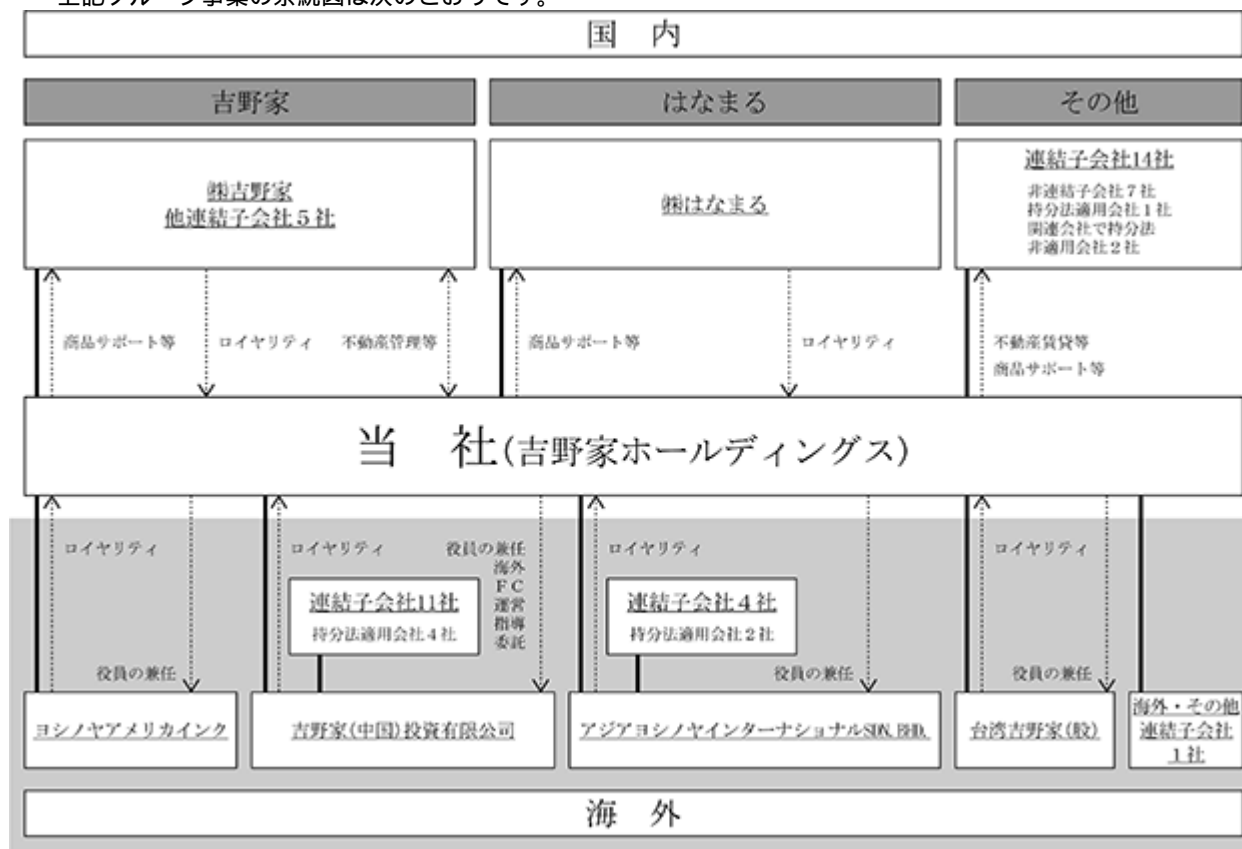 上記グループ事業の系統図は次のとおりです。
国 内
吉野家
はなまる
その他
㈱吉野家
他連結子会社5社
㈱はなまる
連結子会社14社
非連結子会社7社
持分法適用会社1社
関連会社で持分法
非適用会社2社
商品サポート等
ロイヤリティ
不動産管理等
商品サポート等
ロイヤリティ
不動産賃貸等
商品サポート等
当 社(吉野家ホールディングス)
ロイヤリティ
役員の兼任
ロイヤリティ
連結子会社11社
持分法適用会社4社
役員の兼任
海外
FC
運営
指導
委託
ロイヤリティ
連結子会社4社
持分法適用会社2社
役員の兼任
ロイヤリティ
役員の兼任
ヨシノヤアメリカインク
吉野家(中国)投資有限公司
アジアヨシノヤインターナショナルSDN.BHD.
台湾吉野家(股)
海外・その他
連結子会社
1社
海 外